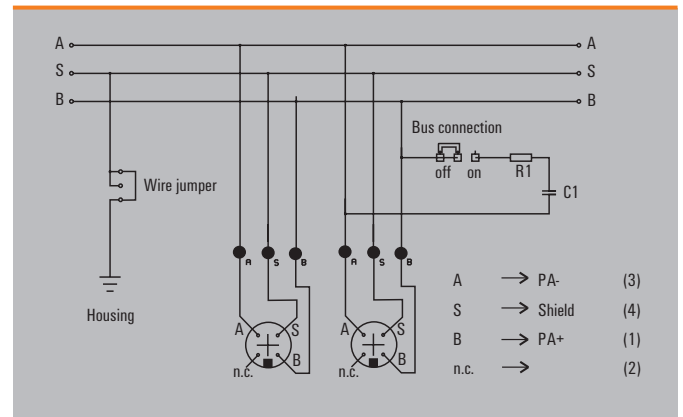 A A
S S
B B
Bus connection
off on R1
C1
Wire jumper
A S B A S B
Housing
A → PA- (3)
S → Shield (4)
B → PA+ (1)
n.c. → (2)
A S A S
B B
n.c. n.c.